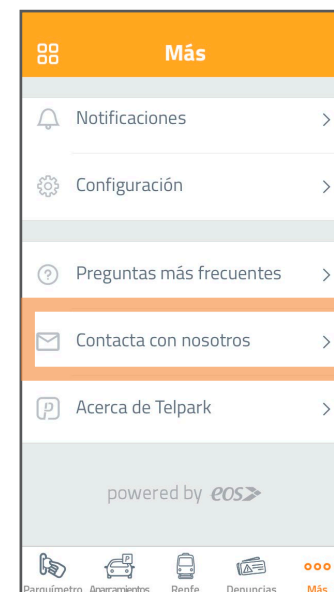 Más
Notificaciones
Configuración
Preguntas más frecuentes
Contacta con nosotros
Acerca de Telpark
powered by eos
Parquímetro Aparcamientos Renfe Denuncias Más